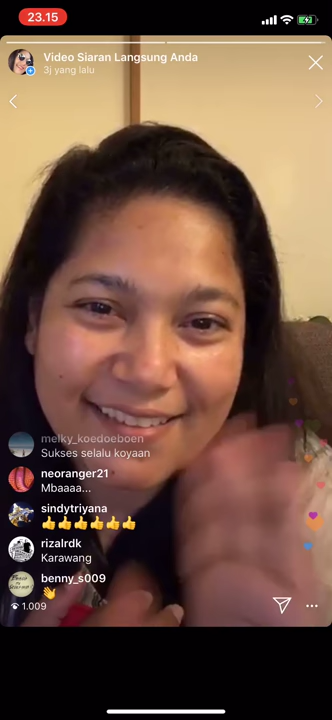 23.15
Video Siaran Langsung Anda
3j yang lalu
melky_koedoeboen
Sukses selalu koyaan
neoranger21
Mbaaaa...
sindytriyana
👍👍👍👍👍👍
rizalrdk
Karawang
benny_s009
👋
1.009